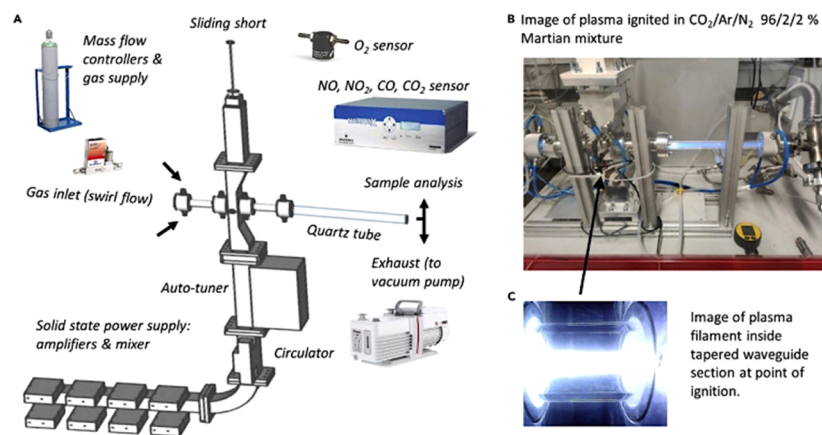 A
Sliding short
Mass flow
controllers &
gas supply
O₂ sensor
NO, NO₂, CO, CO₂ sensor
Gas inlet (swirl flow)
Sample analysis
Quartz tube
Exhaust (to
vacuum pump)
Auto-tuner
Solid state power supply:
amplifiers & mixer
Circulator
B Image of plasma ignited in CO₂/Ar/N₂ 96/2/2 %
Martian mixture
C
Image of plasma
filament inside
tapered waveguide
section at point of
ignition.